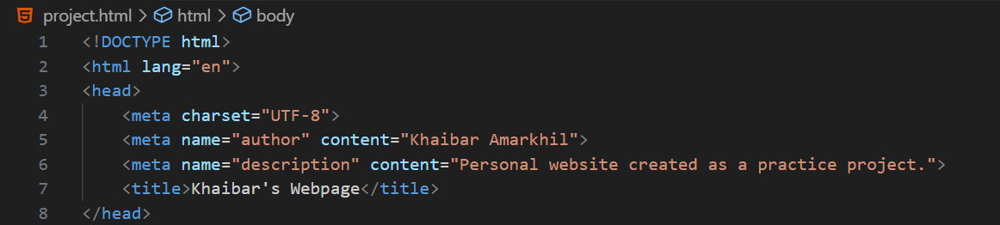 project.html > html > body
1 <!DOCTYPE html>
2 <html lang="en">
3 <head>
4     <meta charset="UTF-8">
5     <meta name="author" content="Khaibar Amarkhil">
6     <meta name="description" content="Personal website created as a practice project.">
7     <title>Khaibar's Webpage</title>
8 </head>